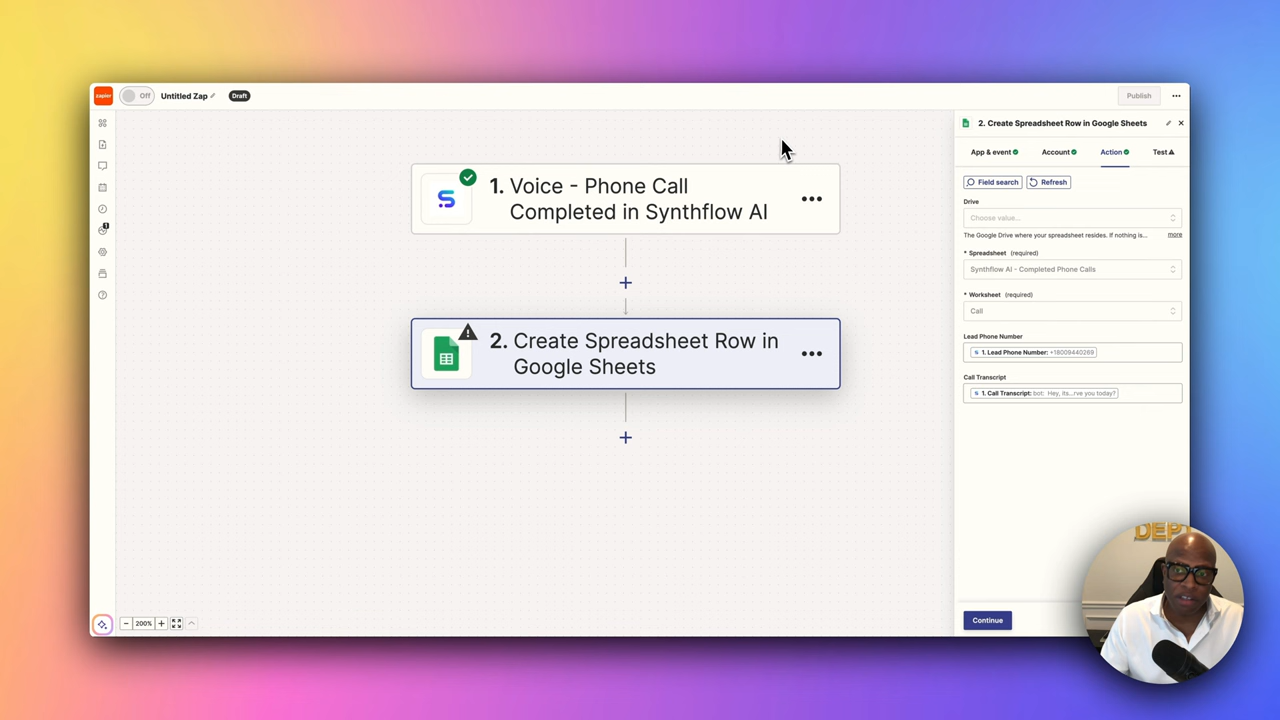 zapier
Off
Untitled Zap
Draft
Publish
2. Create Spreadsheet Row in Google Sheets
App & event
Account
Action
Test
Field search
Refresh
Drive
Choose value...
The Google Drive where your spreadsheet resides. If nothing is...
more
* Spreadsheet (required)
Synthflow AI - Completed Phone Calls
* Worksheet (required)
Call
Lead Phone Number
1. Lead Phone Number: +18009440269
Call Transcript
1. Call Transcript: bot: Hey, its...rve you today?
1. Voice - Phone Call
Completed in Synthflow AI
2. Create Spreadsheet Row in
Google Sheets
1
200%
Continue
DEPT